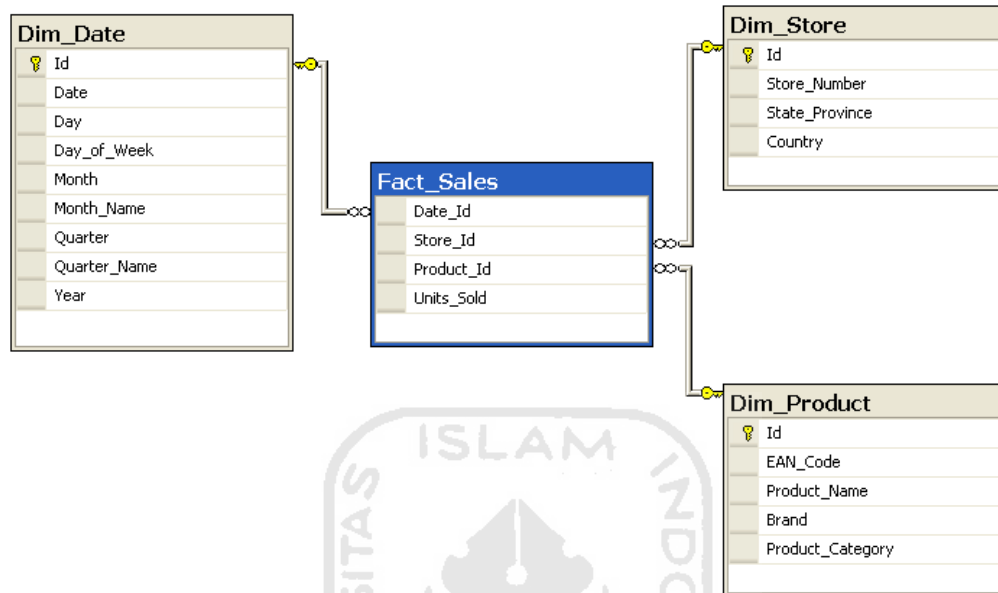 Dim_Date
Id
Date
Day
Day_of_Week
Month
Month_Name
Quarter
Quarter_Name
Year
Fact_Sales
Date_Id
Store_Id
Product_Id
Units_Sold
Dim_Store
Id
Store_Number
State_Province
Country
Dim_Product
Id
EAN_Code
Product_Name
Brand
Product_Category
ISLAM